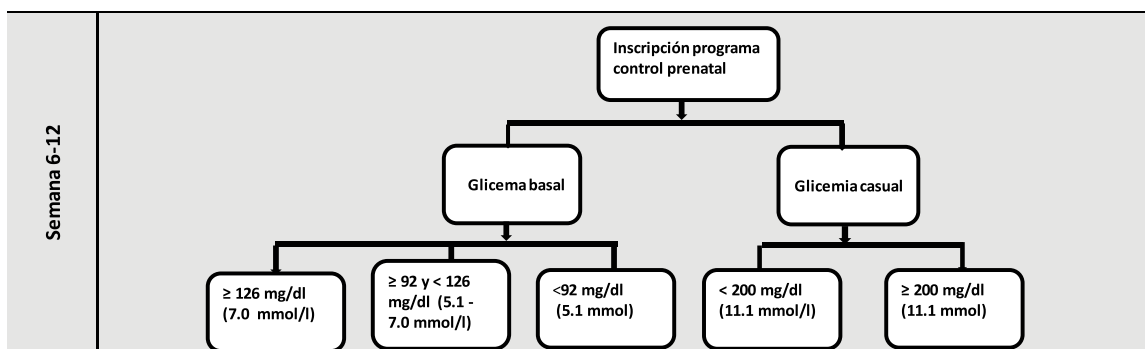 Semana 6-12
Inscripción programa
control prenatal
Glicema basal
Glicemia casual
≥ 126 mg/dl
(7.0 mmol/l)
≥ 92 y < 126
mg/dl (5.1 -
7.0 mmol/l)
<92 mg/dl
(5.1 mmol)
< 200 mg/dl
(11.1 mmol/l)
≥ 200 mg/dl
(11.1 mmol)